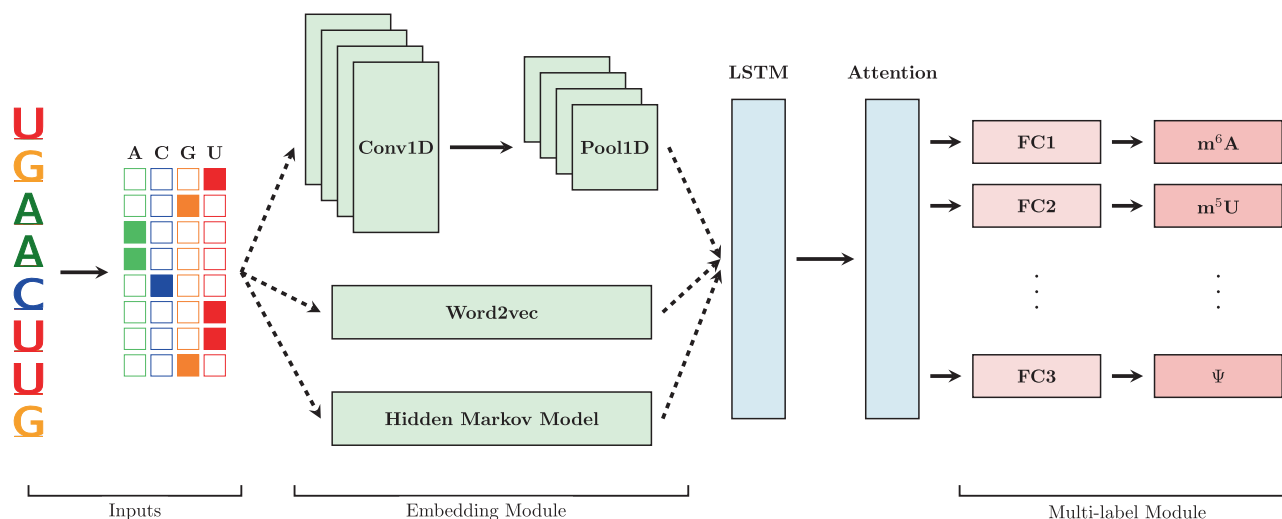 U
G
A
A
C
U
U
G
A C G U
Conv1D
Pool1D
Word2vec
Hidden Markov Model
LSTM
Attention
FC1
m⁶A
FC2
m⁵U
FC3
Ψ
Inputs
Embedding Module
Multi-label Module